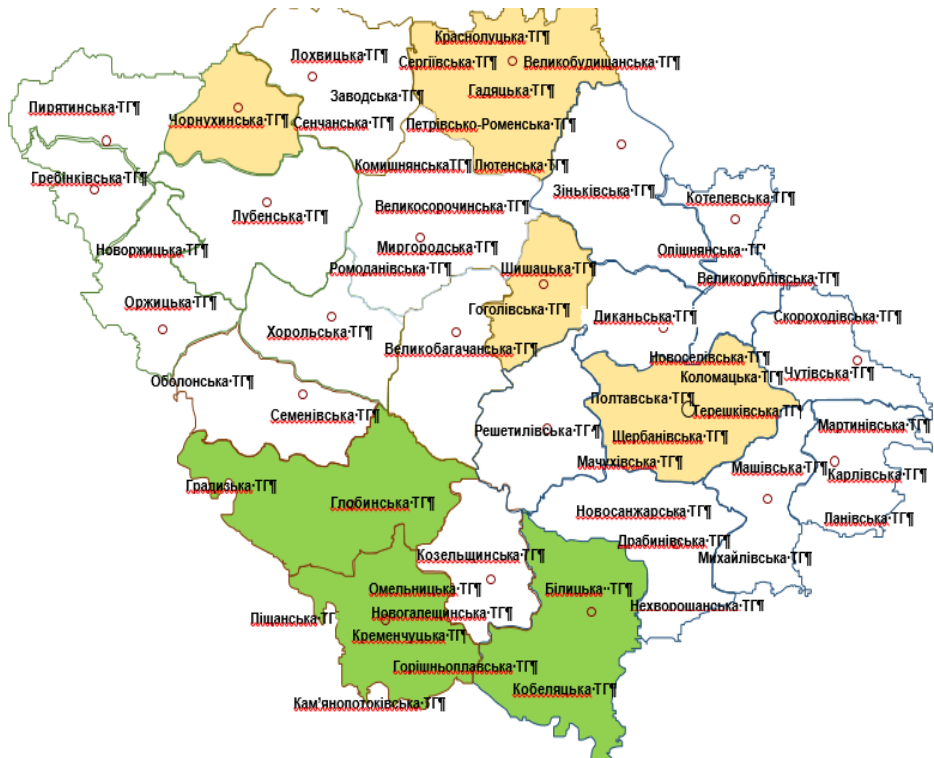 Краснолуцька·ТГ¶
Лохвицька·ТГ¶
Сергіївська·ТГ¶
Великобудищанська·ТГ¶
Гадяцька·ТГ¶
Заводська·ТГ¶
Пирятинська·ТГ¶
Чорнухинська·ТГ¶
Сенчанська·ТГ¶
Петрівсько-Роменська·ТГ¶
КомишнянськаТГ¶
Лютенська·ТГ¶
Гребінківська·ТГ¶
Зіньківська·ТГ¶
Котелевська·ТГ¶
Великосорочинська·ТГ¶
Лубенська·ТГ¶
Миргородська·ТГ¶
Новоржицька·ТГ¶
Опішнянська··ТГ
Ромоданівська·ТГ¶
Шишацька·ТГ¶
Великорублівська·ТГ¶
Оржицька·ТГ¶
Гоголівська·ТГ¶
Диканьська·ТГ¶
Скороходівська·ТГ¶
Хорольська·ТГ¶
Великобагачанська·ТГ¶
Новоселівська·ТГ¶
Чутівська·ТГ¶
Оболонська·ТГ¶
Коломацька·ТГ¶
Полтавська·ТГ¶
Терешківська·ТГ¶
Семенівська·ТГ¶
Решетилівська·ТГ¶
Щербанівська·ТГ¶
Мартинівська·ТГ¶
Мачухівська·ТГ¶
Машівська·ТГ¶
Карлівська·ТГ¶
Градизька·ТГ¶
Глобинська·ТГ¶
Новосанжарська·ТГ¶
Ланівська·ТГ¶
Драбинівська·ТГ¶
Козельщинська·ТГ¶
Михайлівська·ТГ¶
Омельницька·ТГ¶
Білицька··ТГ¶
Нехворощанська·ТГ¶
Піщанська·ТГ
Новогалещинська·ТГ¶
Кременчуцька·ТГ¶
Горішньоплавська·ТГ¶
Кобеляцька·ТГ¶
Кам’янопотоківська·ТГ¶